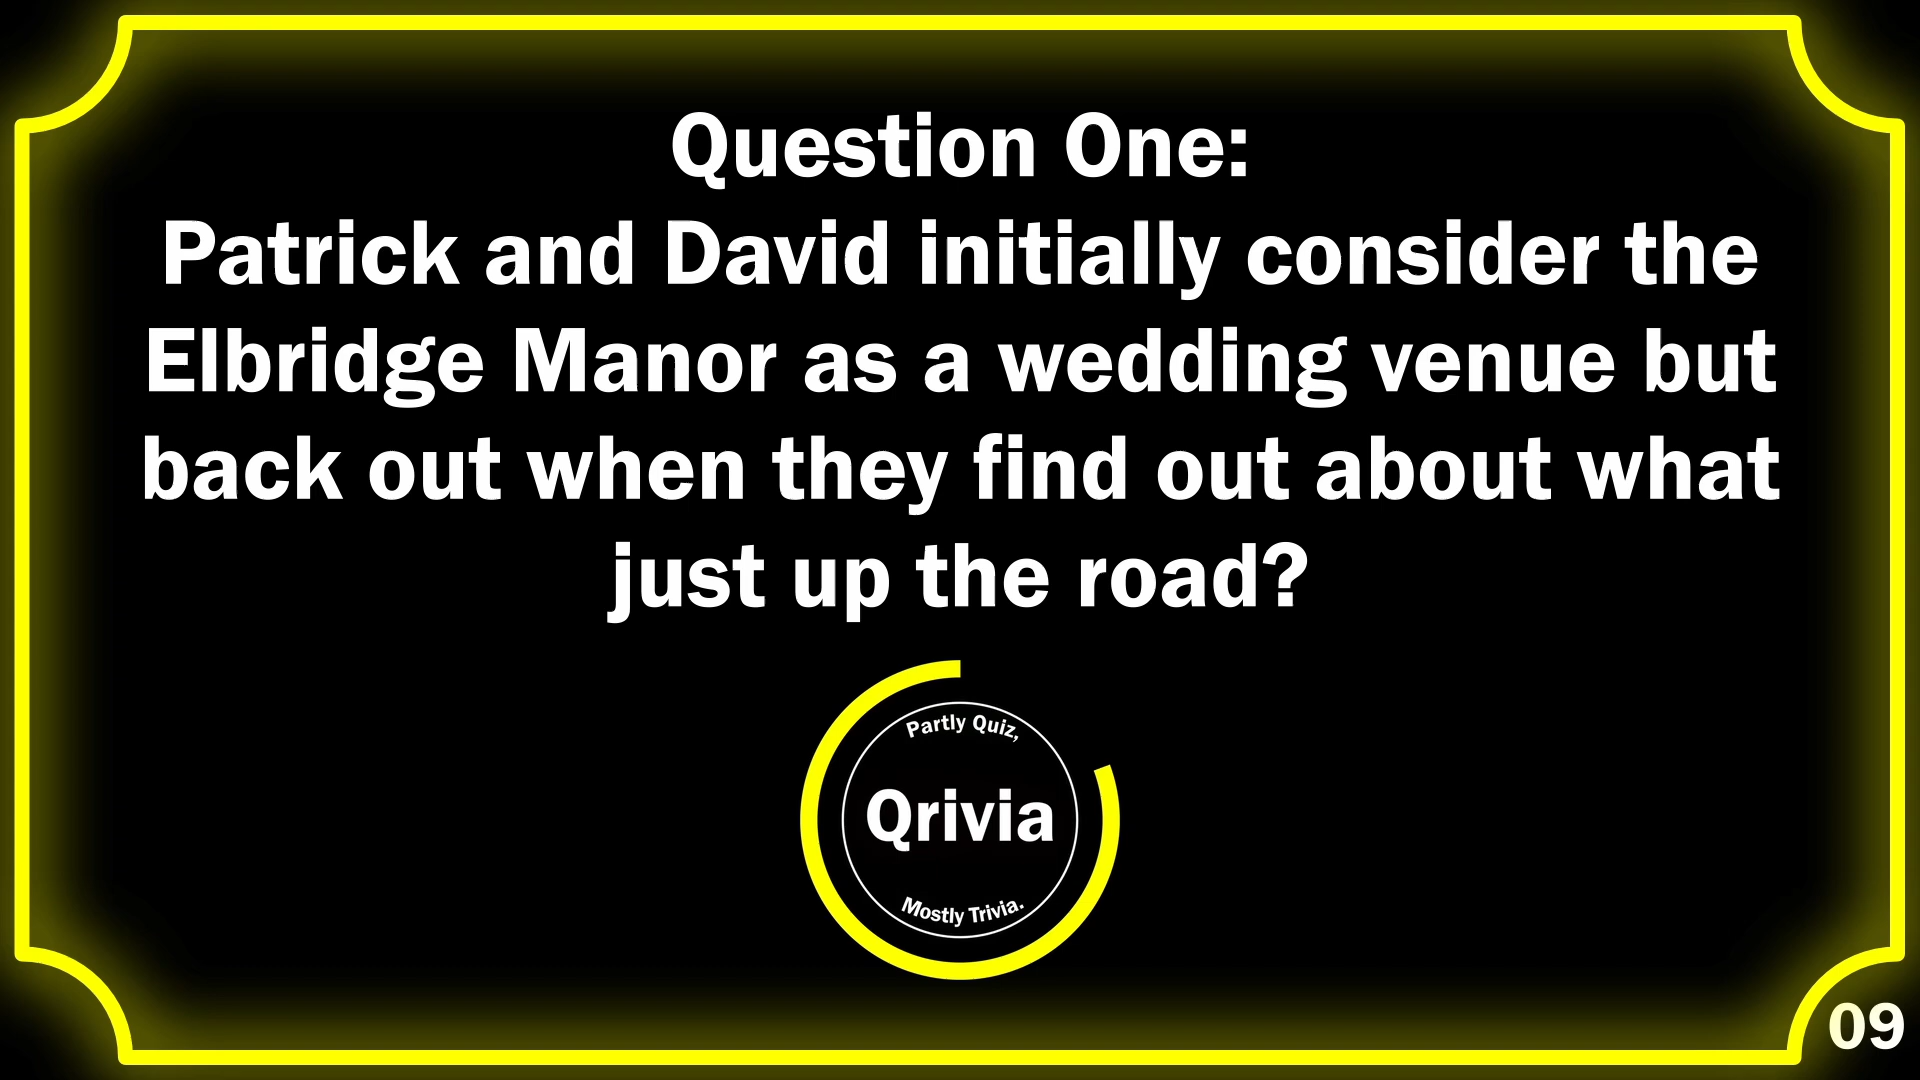 Question One:
Patrick and David initially consider the
Elbridge Manor as a wedding venue but
back out when they find out about what
just up the road?
Partly Quiz,
Qrivia
Mostly Trivia.
09